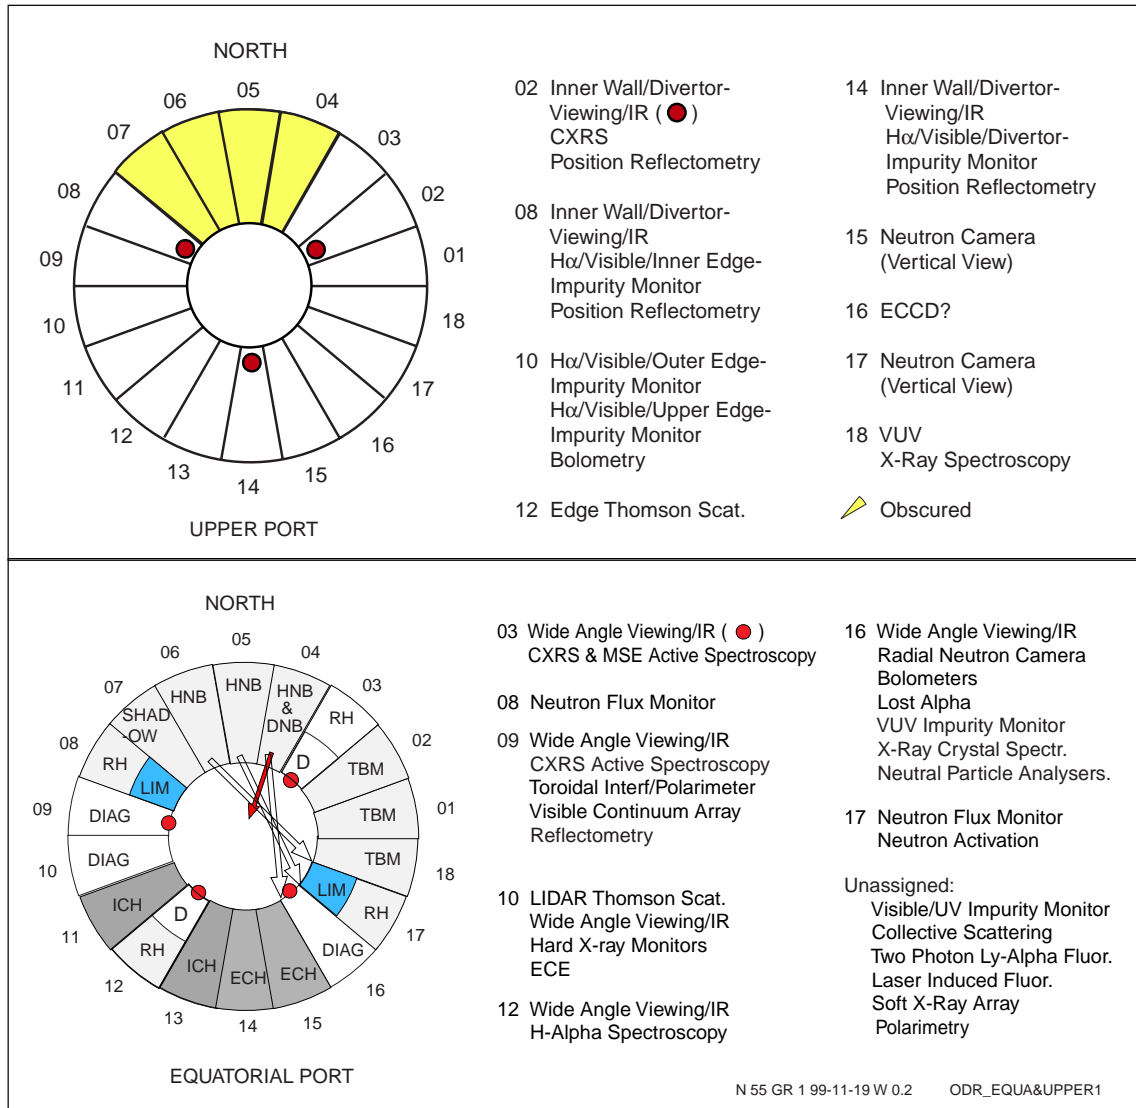 NORTH
05
06
04
07
03
08
02
09
01
10
18
11
17
12
16
13
15
14
UPPER PORT
02 Inner Wall/Divertor-
Viewing/IR ( )
CXRS
Position Reflectometry
08 Inner Wall/Divertor-
Viewing/IR
Hα/Visible/Inner Edge-
Impurity Monitor
Position Reflectometry
10 Hα/Visible/Outer Edge-
Impurity Monitor
Hα/Visible/Upper Edge-
Impurity Monitor
Bolometry
12 Edge Thomson Scat.
14 Inner Wall/Divertor-
Viewing/IR
Hα/Visible/Divertor-
Impurity Monitor
Position Reflectometry
15 Neutron Camera
(Vertical View)
16 ECCD?
17 Neutron Camera
(Vertical View)
18 VUV
X-Ray Spectroscopy
Obscured
NORTH
05
06
04
07
03
08
02
09
01
10
18
11
17
12
16
13
15
14
HNB
HNB
HNB
&
DNB
SHAD
-OW
RH
RH
D
LIM
TBM
DIAG
TBM
DIAG
TBM
ICH
LIM
RH
D
RH
DIAG
ICH
ECH
ECH
EQUATORIAL PORT
03 Wide Angle Viewing/IR ( )
CXRS & MSE Active Spectroscopy
08 Neutron Flux Monitor
09 Wide Angle Viewing/IR
CXRS Active Spectroscopy
Toroidal Interf/Polarimeter
Visible Continuum Array
Reflectometry
10 LIDAR Thomson Scat.
Wide Angle Viewing/IR
Hard X-ray Monitors
ECE
12 Wide Angle Viewing/IR
H-Alpha Spectroscopy
16 Wide Angle Viewing/IR
Radial Neutron Camera
Bolometers
Lost Alpha
VUV Impurity Monitor
X-Ray Crystal Spectr.
Neutral Particle Analysers.
17 Neutron Flux Monitor
Neutron Activation
Unassigned:
Visible/UV Impurity Monitor
Collective Scattering
Two Photon Ly-Alpha Fluor.
Laser Induced Fluor.
Soft X-Ray Array
Polarimetry
N 55 GR 1 99-11-19 W 0.2 ODR_EQUA&UPPER1